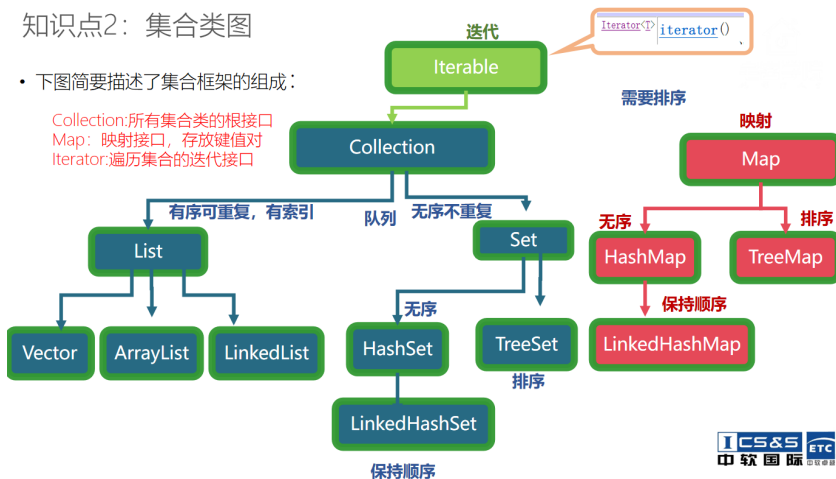 知识点2：集合类图
迭代
Iterator<T> iterator()
Iterable
• 下图简要描述了集合框架的组成：
需要排序
Collection:所有集合类的根接口
Map：映射接口，存放键值对
Iterator:遍历集合的迭代接口
Collection
映射
Map
有序可重复，有索引
队列
无序不重复
无序
排序
List
Set
HashMap
TreeMap
无序
保持顺序
Vector
ArrayList
LinkedList
HashSet
TreeSet
LinkedHashMap
排序
LinkedHashSet
保持顺序
ICS&S
中软国际
ETC
中软卓越